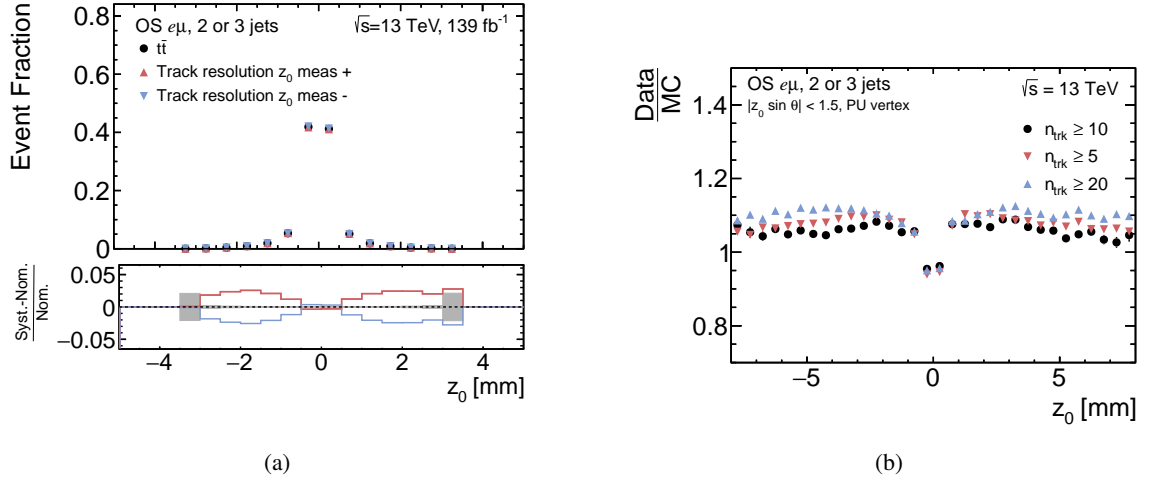 OS eμ, 2 or 3 jets
√s=13 TeV, 139 fb-1
tt̄
Track resolution z0 meas +
Track resolution z0 meas -
Event Fraction
0.8
0.6
0.4
0.2
0
Syst.-Nom.
Nom.
0.05
0
−0.05
−4 −2 0 2 4
z0 [mm]
(a)
Data
MC
OS eμ, 2 or 3 jets
√s = 13 TeV
|z0 sin θ| < 1.5, PU vertex
ntrk ≥ 10
ntrk ≥ 5
ntrk ≥ 20
1.4
1.2
1
0.8
−5 0 5
z0 [mm]
(b)